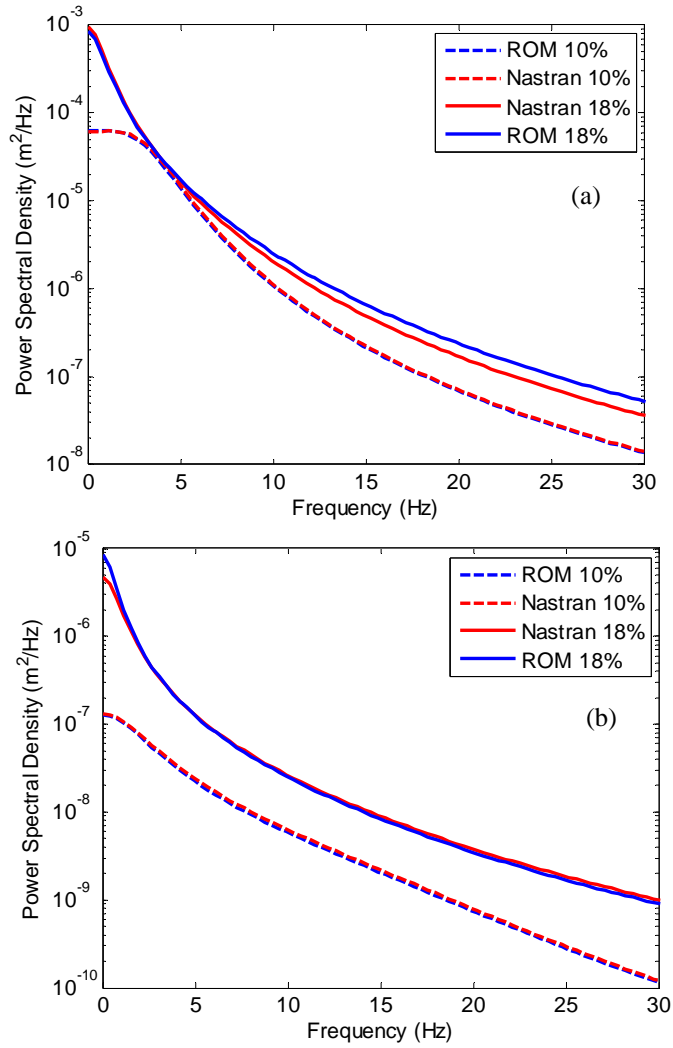 10^-3
10^-4
10^-5
10^-6
10^-7
10^-8
Power Spectral Density (m^2/Hz)
ROM 10%
Nastran 10%
Nastran 18%
ROM 18%
(a)
0 5 10 15 20 25 30
Frequency (Hz)
10^-5
10^-6
10^-7
10^-8
10^-9
10^-10
Power Spectral Density (m^2/Hz)
ROM 10%
Nastran 10%
Nastran 18%
ROM 18%
(b)
0 5 10 15 20 25 30
Frequency (Hz)